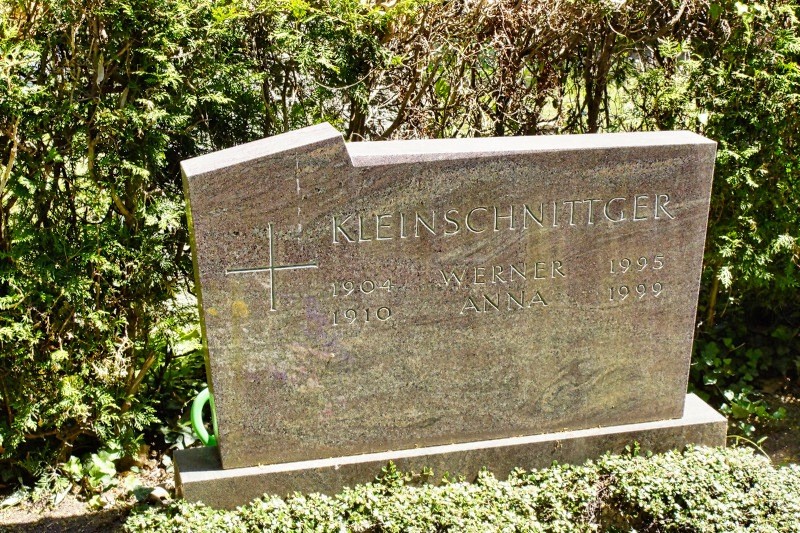 KLEINSCHNITTGER
1904 WERNER 1995
1910 ANNA 1999